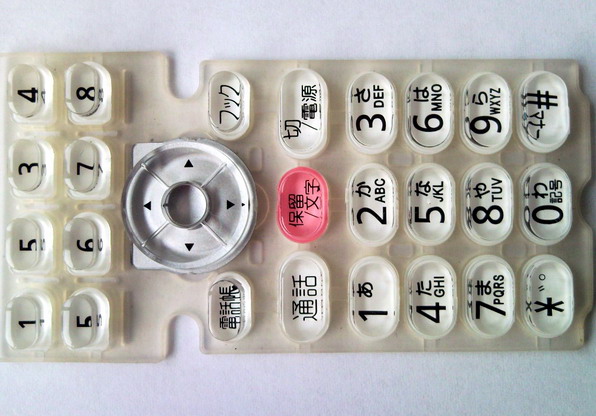 1 2 3 4
5 6 7 8
電話帳 フック
通話 保留/文字 切/電源
1 あ 2 か ABC 3 さ DEF
4 た GHI 5 な JKL 6 は MNO
7 ま PQRS 8 や TUV 9 ら WXYZ
* ゛゜ 0 わ 記号 #